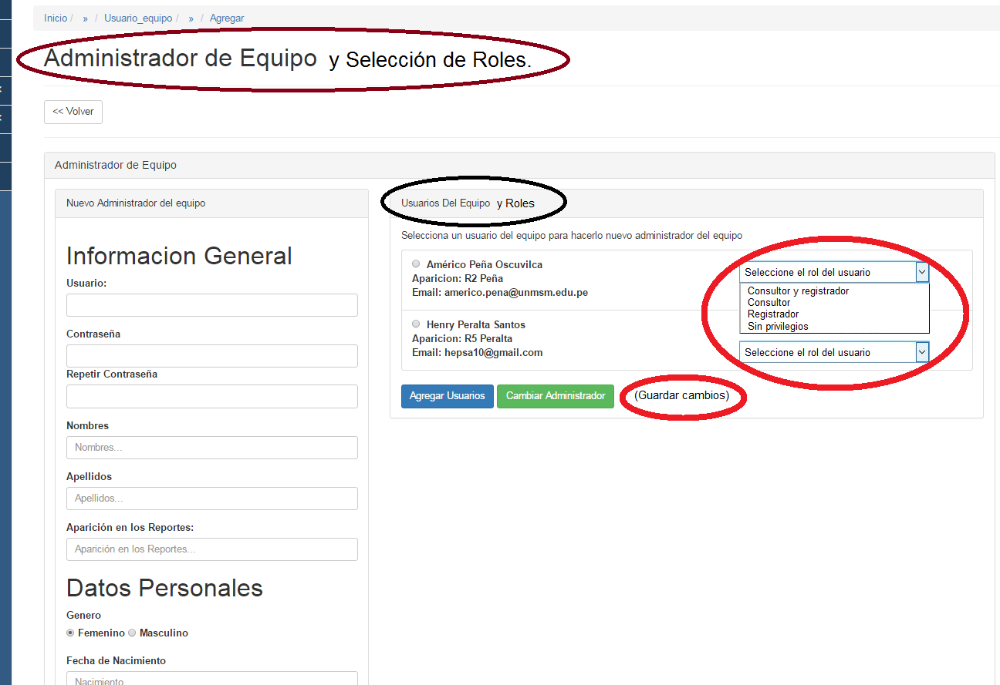 Inicio / » / Usuario_equipo / » / Agregar
Administrador de Equipo y Selección de Roles.
<< Volver
Administrador de Equipo
Nuevo Administrador del equipo
Informacion General
Usuario:
Contraseña
Repetir Contraseña
Nombres
Nombres...
Apellidos
Apellidos...
Aparición en los Reportes:
Aparición en los Reportes...
Datos Personales
Genero
Femenino Masculino
Fecha de Nacimiento
Nacimiento
Usuarios Del Equipo y Roles
Selecciona un usuario del equipo para hacerlo nuevo administrador del equipo
Américo Peña Oscuvilca
Aparicion: R2 Peña
Email: americo.pena@unmsm.edu.pe
Seleccione el rol del usuario
Consultor y registrador
Consultor
Registrador
Sin privilegios
Henry Peralta Santos
Aparicion: R5 Peralta
Email: hepsa10@gmail.com
Seleccione el rol del usuario
Agregar Usuarios Cambiar Administrador (Guardar cambios)